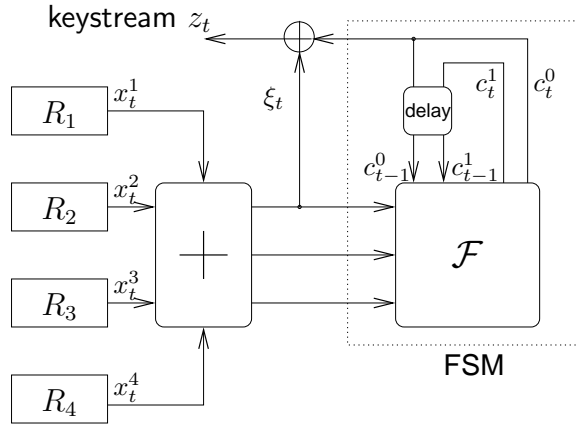 keystream z_t
R_1
x_t^1
R_2
x_t^2
R_3
x_t^3
R_4
x_t^4
+
ξ_t
delay
c_t^1
c_t^0
c_{t-1}^0
c_{t-1}^1
F
FSM